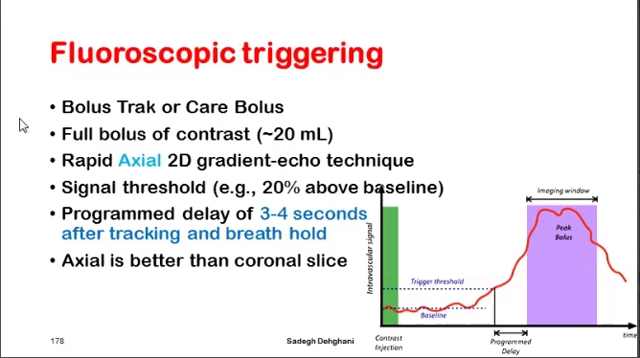 Fluoroscopic triggering
• Bolus Trak or Care Bolus
• Full bolus of contrast (~20 mL)
• Rapid Axial 2D gradient-echo technique
• Signal threshold (e.g., 20% above baseline)
• Programmed delay of 3-4 seconds
after tracking and breath hold
• Axial is better than coronal slice
Imaging window
Peak
Bolus
Intravascular signal
Trigger threshold
Baseline
time
Contrast
Injection
Programmed
Delay
178
Sadegh Dehghani